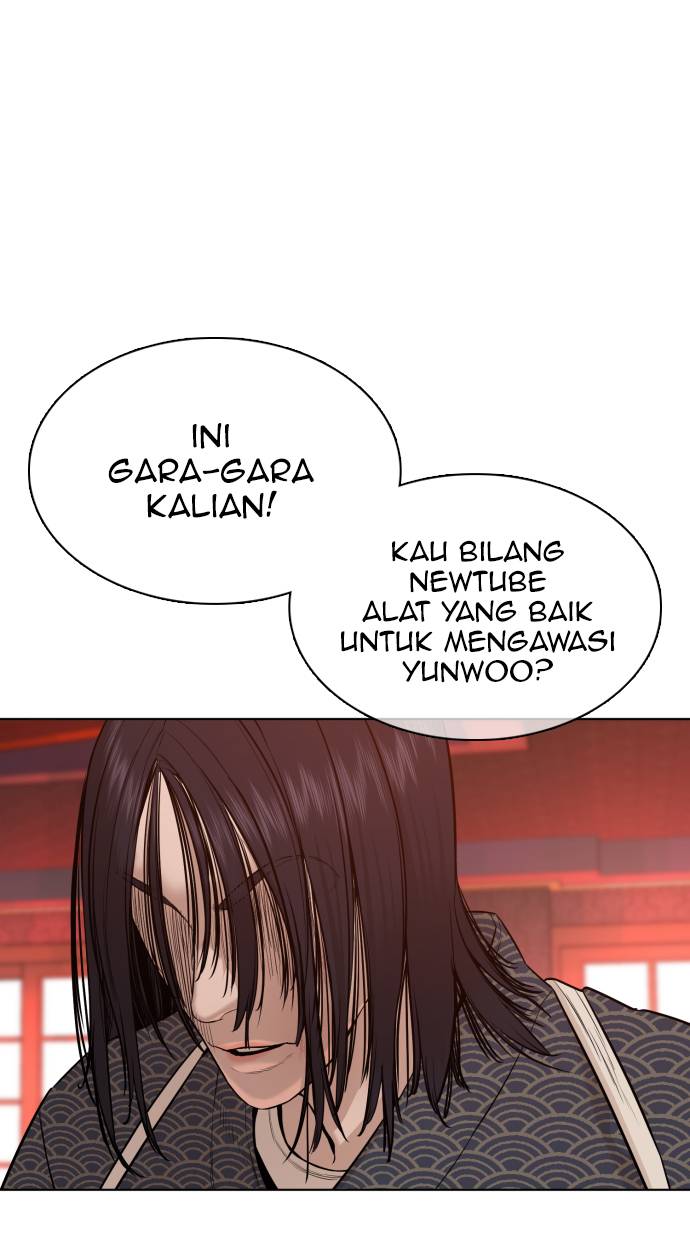 INI
GARA-GARA
KALIAN!
KAU BILANG
NEWTUBE
ALAT YANG BAIK
UNTUK MENGAWASI
YUNWOO?